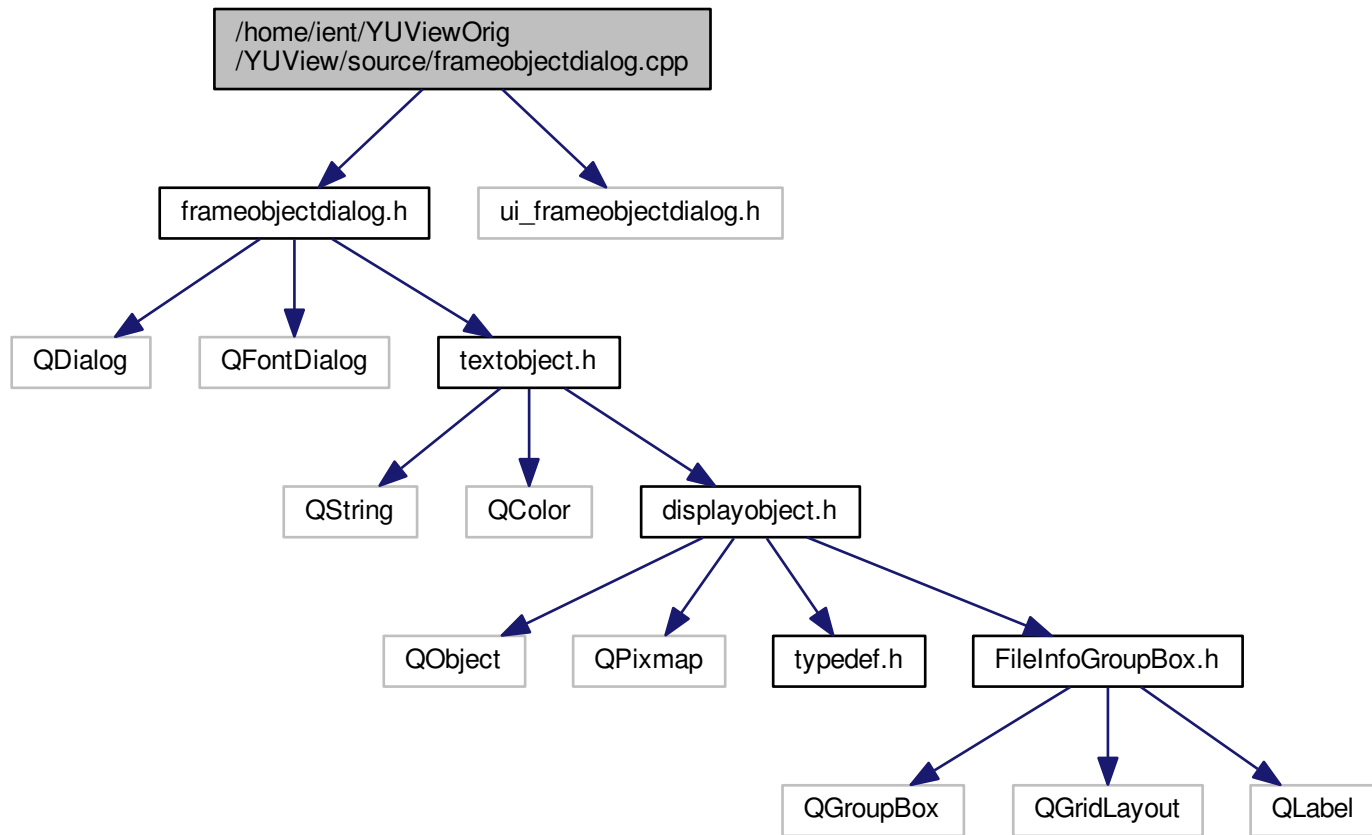 /home/ient/YUViewOrig
/YUView/source/frameobjectdialog.cpp
frameobjectdialog.h
ui_frameobjectdialog.h
QDialog
QFontDialog
textobject.h
QString
QColor
displayobject.h
QObject
QPixmap
typedef.h
FileInfoGroupBox.h
QGroupBox
QGridLayout
QLabel